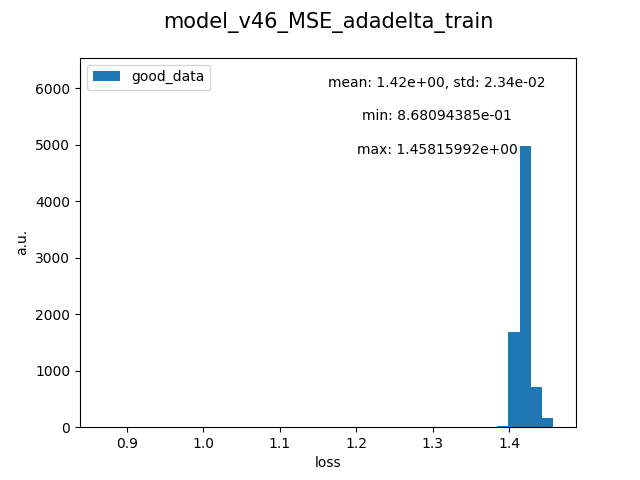 model_v46_MSE_adadelta_train
good_data
mean: 1.42e+00, std: 2.34e-02
min: 8.68094385e-01
max: 1.45815992e+00
6000
5000
4000
3000
2000
1000
0
a.u.
0.9 1.0 1.1 1.2 1.3 1.4
loss